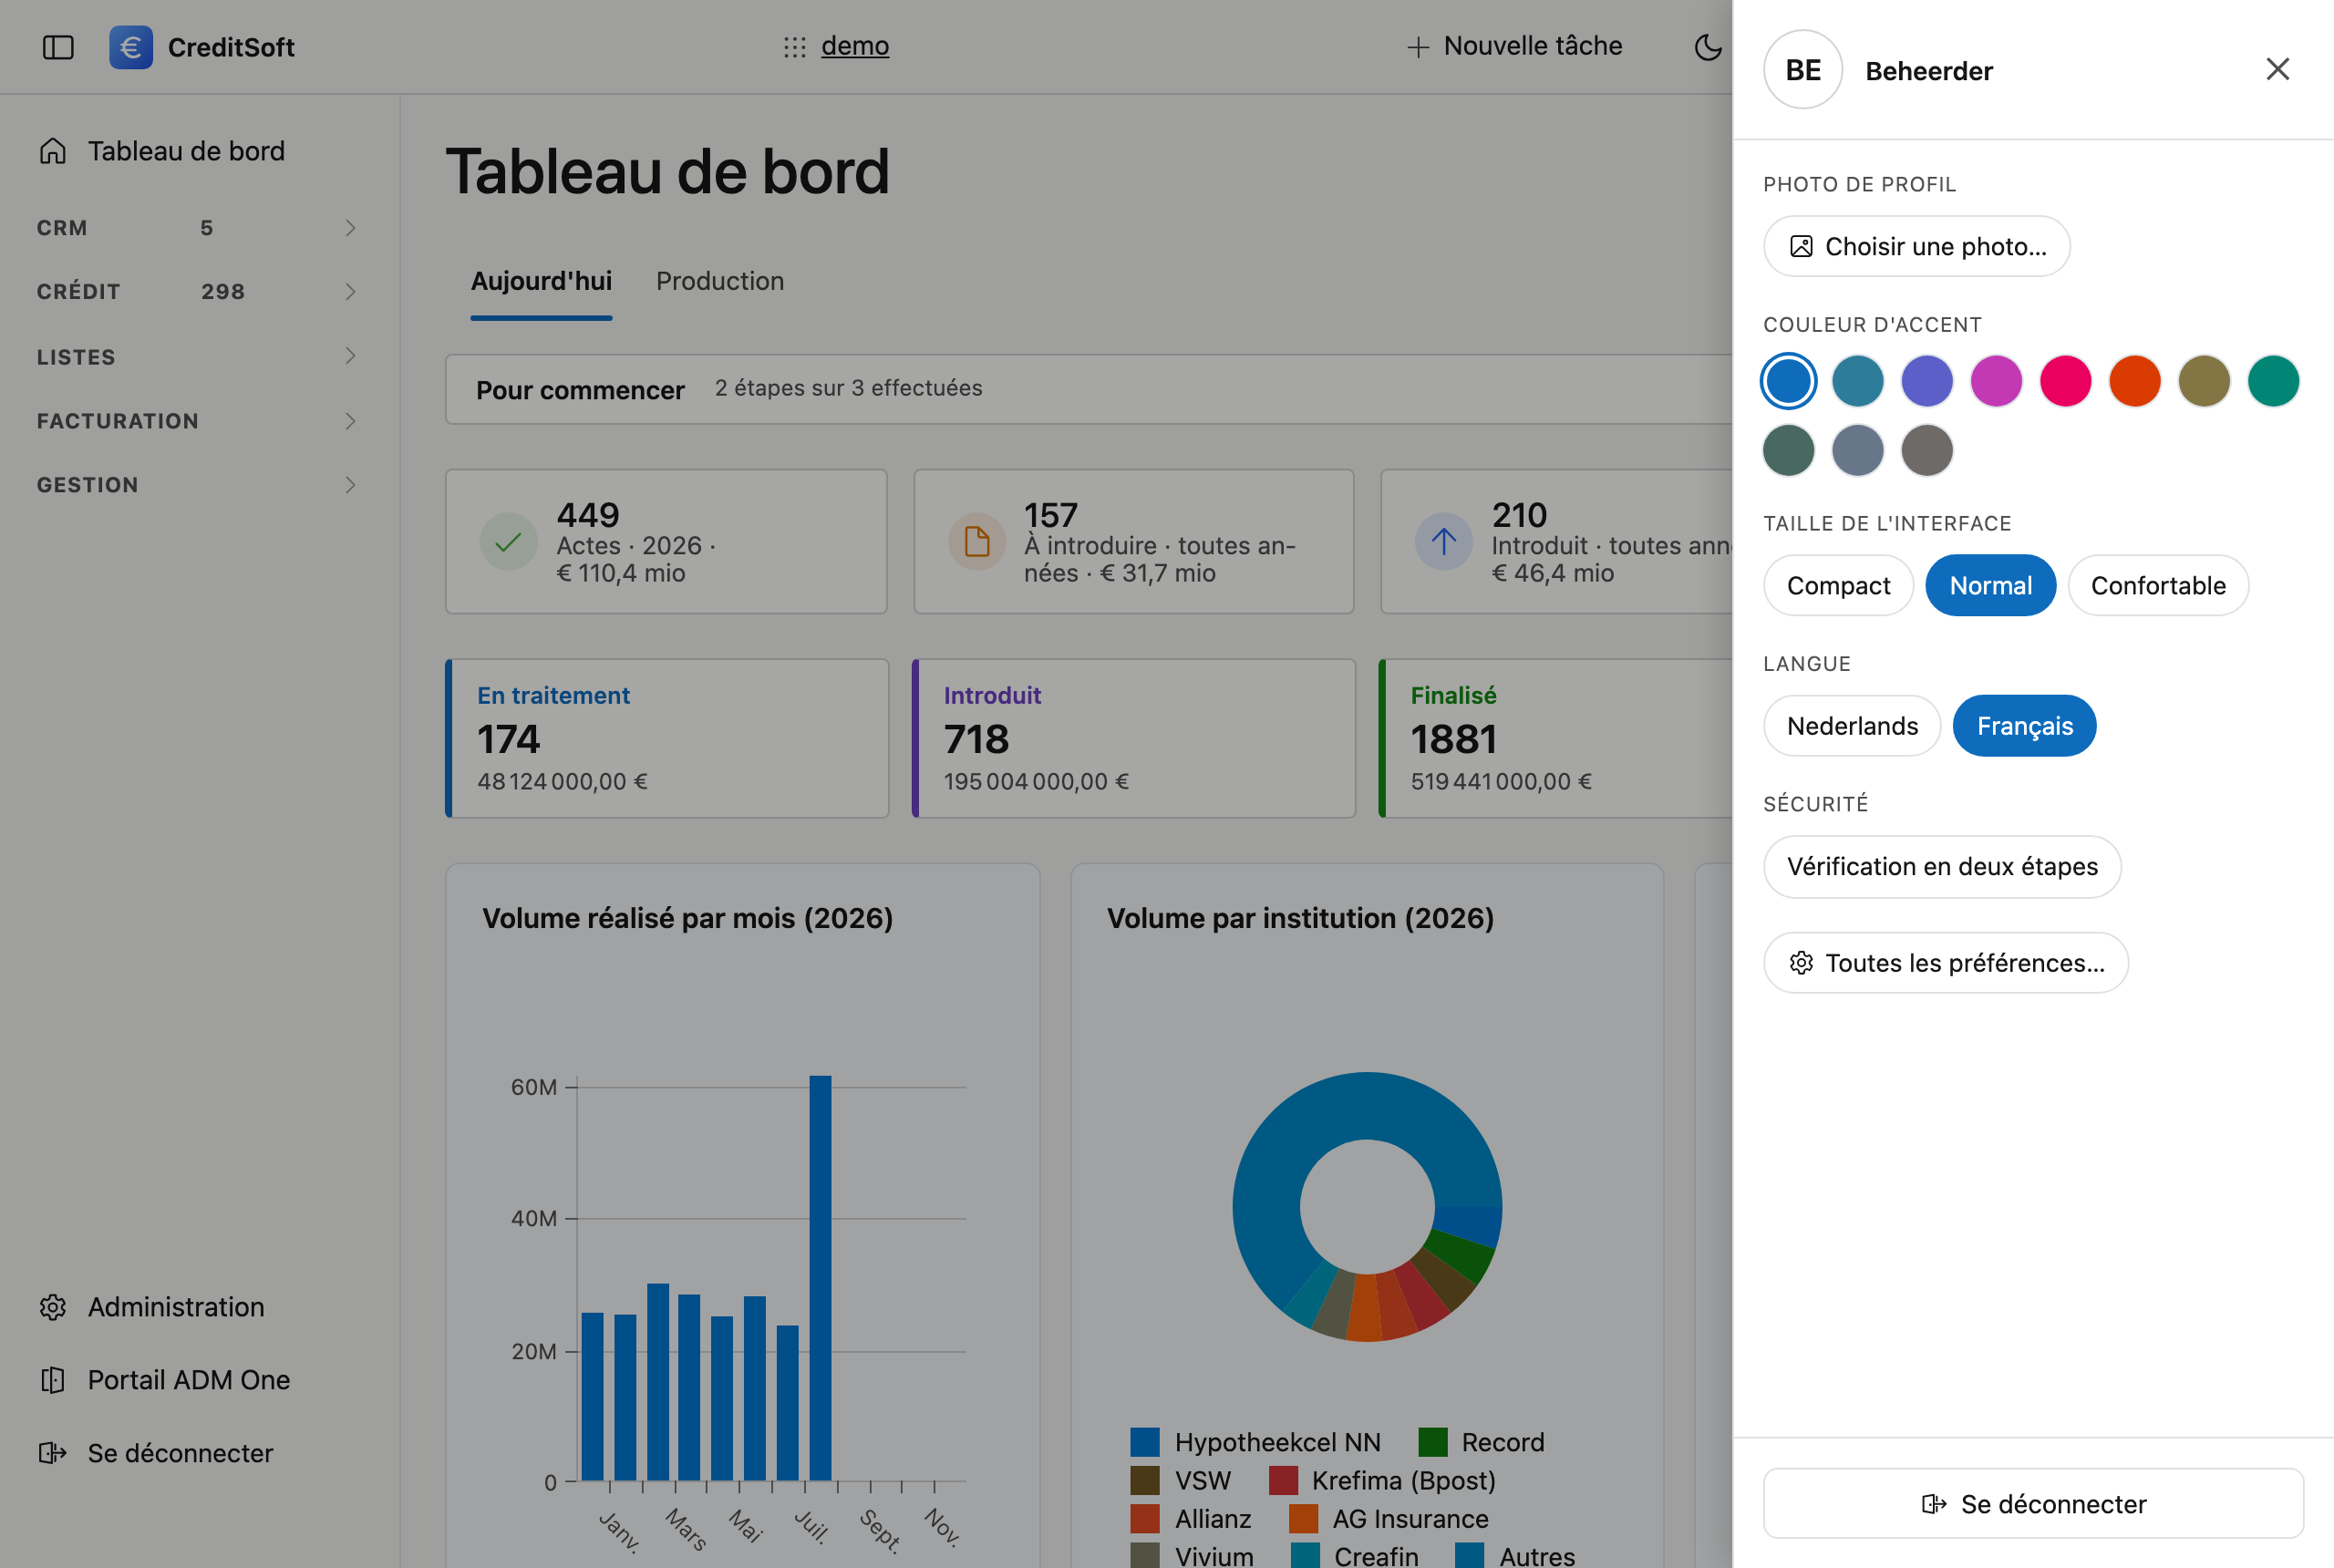 CreditSoft
demo
Nouvelle tâche
BE
Beheerder
Tableau de bord
CRM 5
CRÉDIT 298
LISTES
FACTURATION
GESTION
Administration
Portail ADM One
Se déconnecter
Tableau de bord
Aujourd'hui
Production
Pour commencer
2 étapes sur 3 effectuées
449
Actes · 2026 ·
€ 110,4 mio
157
À introduire · toutes an-
nées · € 31,7 mio
210
Introduit · toutes
€ 46,4 mio
En traitement
174
48 124 000,00 €
Introduit
718
195 004 000,00 €
Finalisé
1881
519 441 000,00 €
Volume réalisé par mois (2026)
60M
40M
20M
0
Janv.
Mars
Mai
Juil.
Sept.
Nov.
Volume par institution (2026)
Hypotheekcel NN
Record
VSW
Krefima (Bpost)
Allianz
AG Insurance
Vivium
Creafin
Autres
PHOTO DE PROFIL
Choisir une photo...
COULEUR D'ACCENT
TAILLE DE L'INTERFACE
Compact
Normal
Confortable
LANGUE
Nederlands
Français
SÉCURITÉ
Vérification en deux étapes
Toutes les préférences...
Se déconnecter